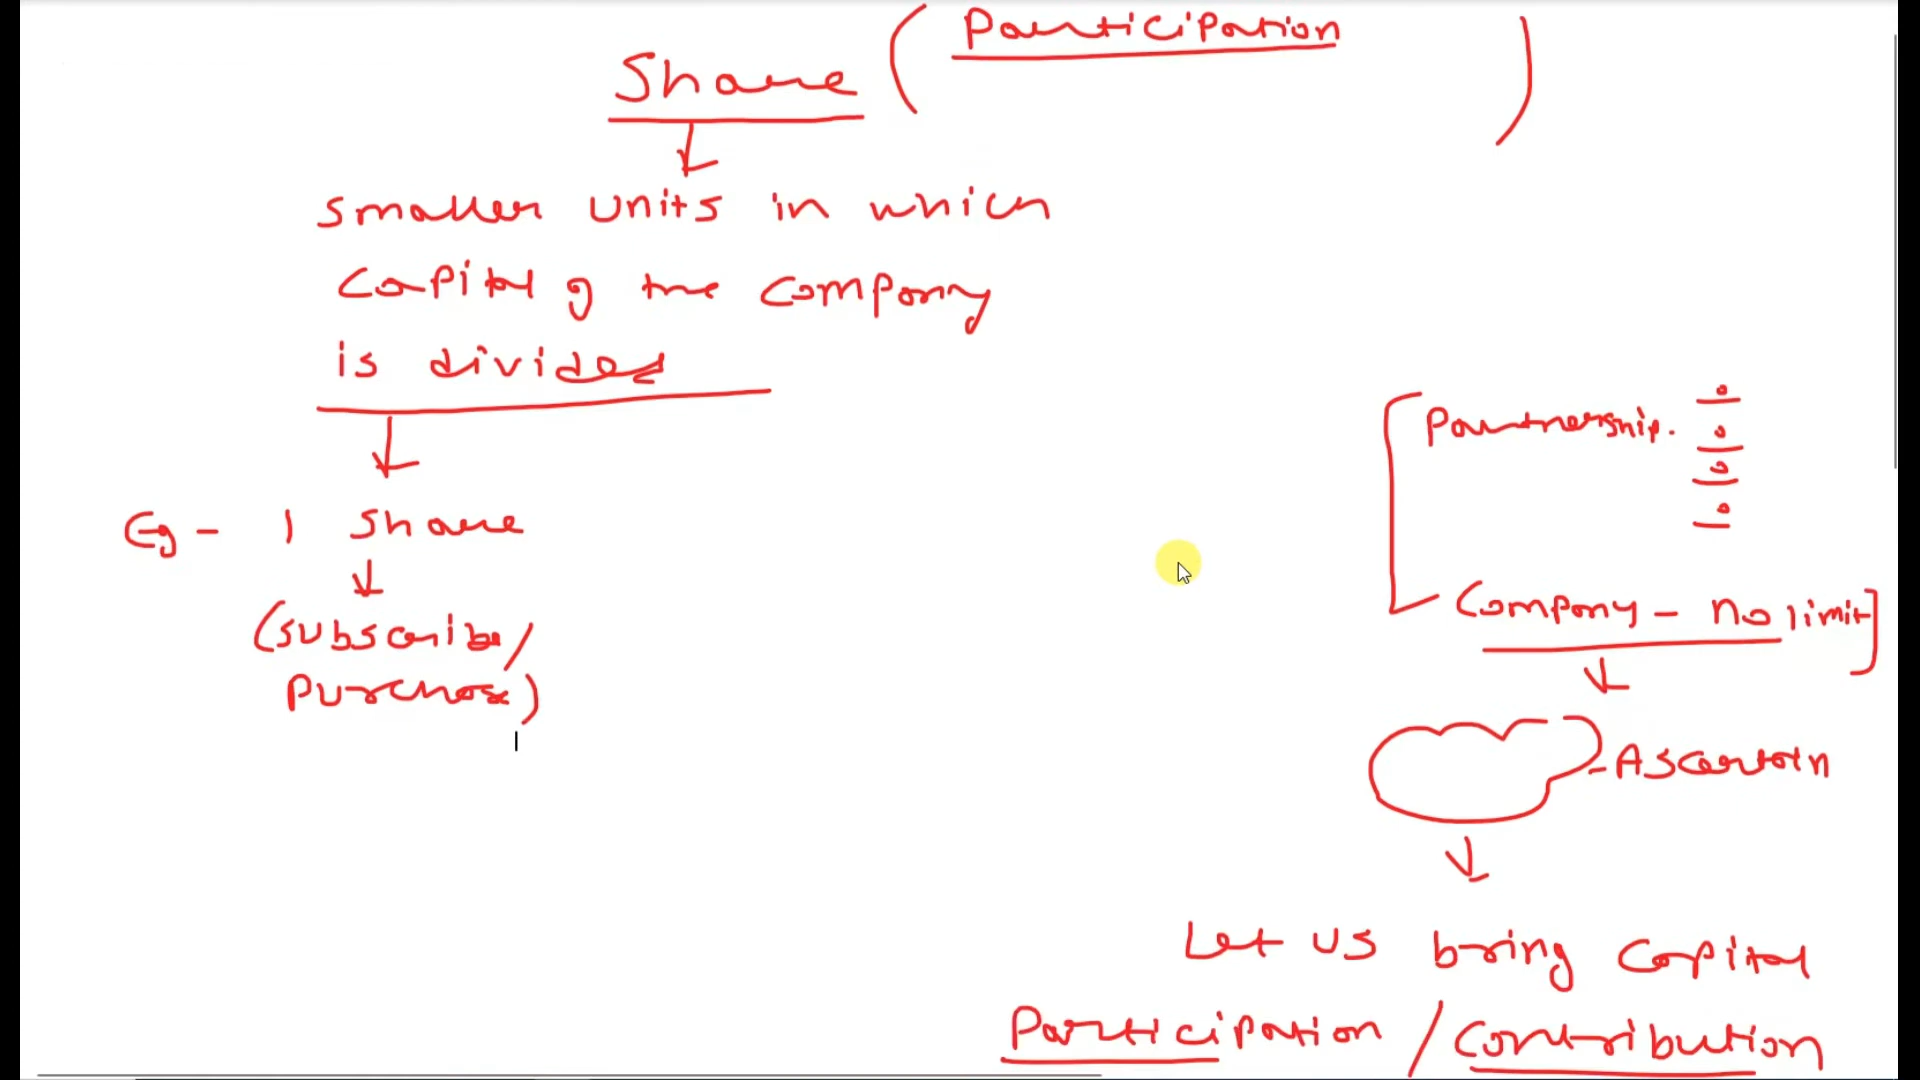 (Participation)
Share
smaller units in which
Capital of the Company
is divided
Eg - 1 Share
(subscribe/
Purchase)
Partnership.
Company - no limit]
- Ascertain
Let us bring Capital
Participation / Contribution